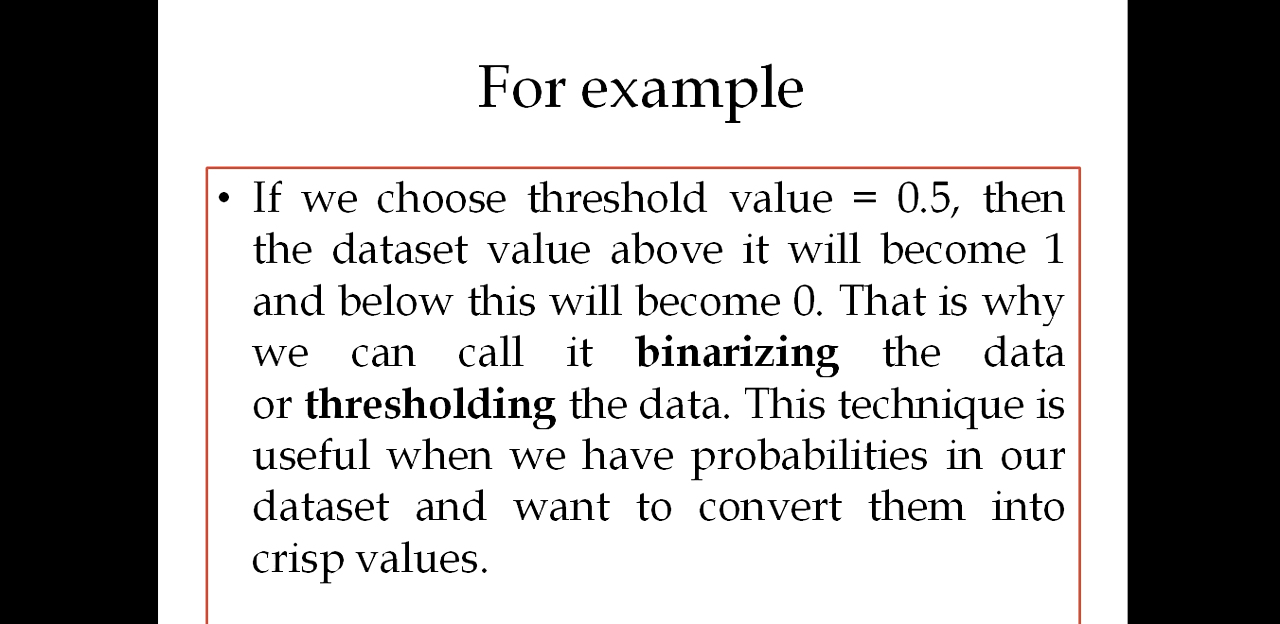 For example
• If we choose threshold value = 0.5, then
the dataset value above it will become 1
and below this will become 0. That is why
we can call it binarizing the data
or thresholding the data. This technique is
useful when we have probabilities in our
dataset and want to convert them into
crisp values.